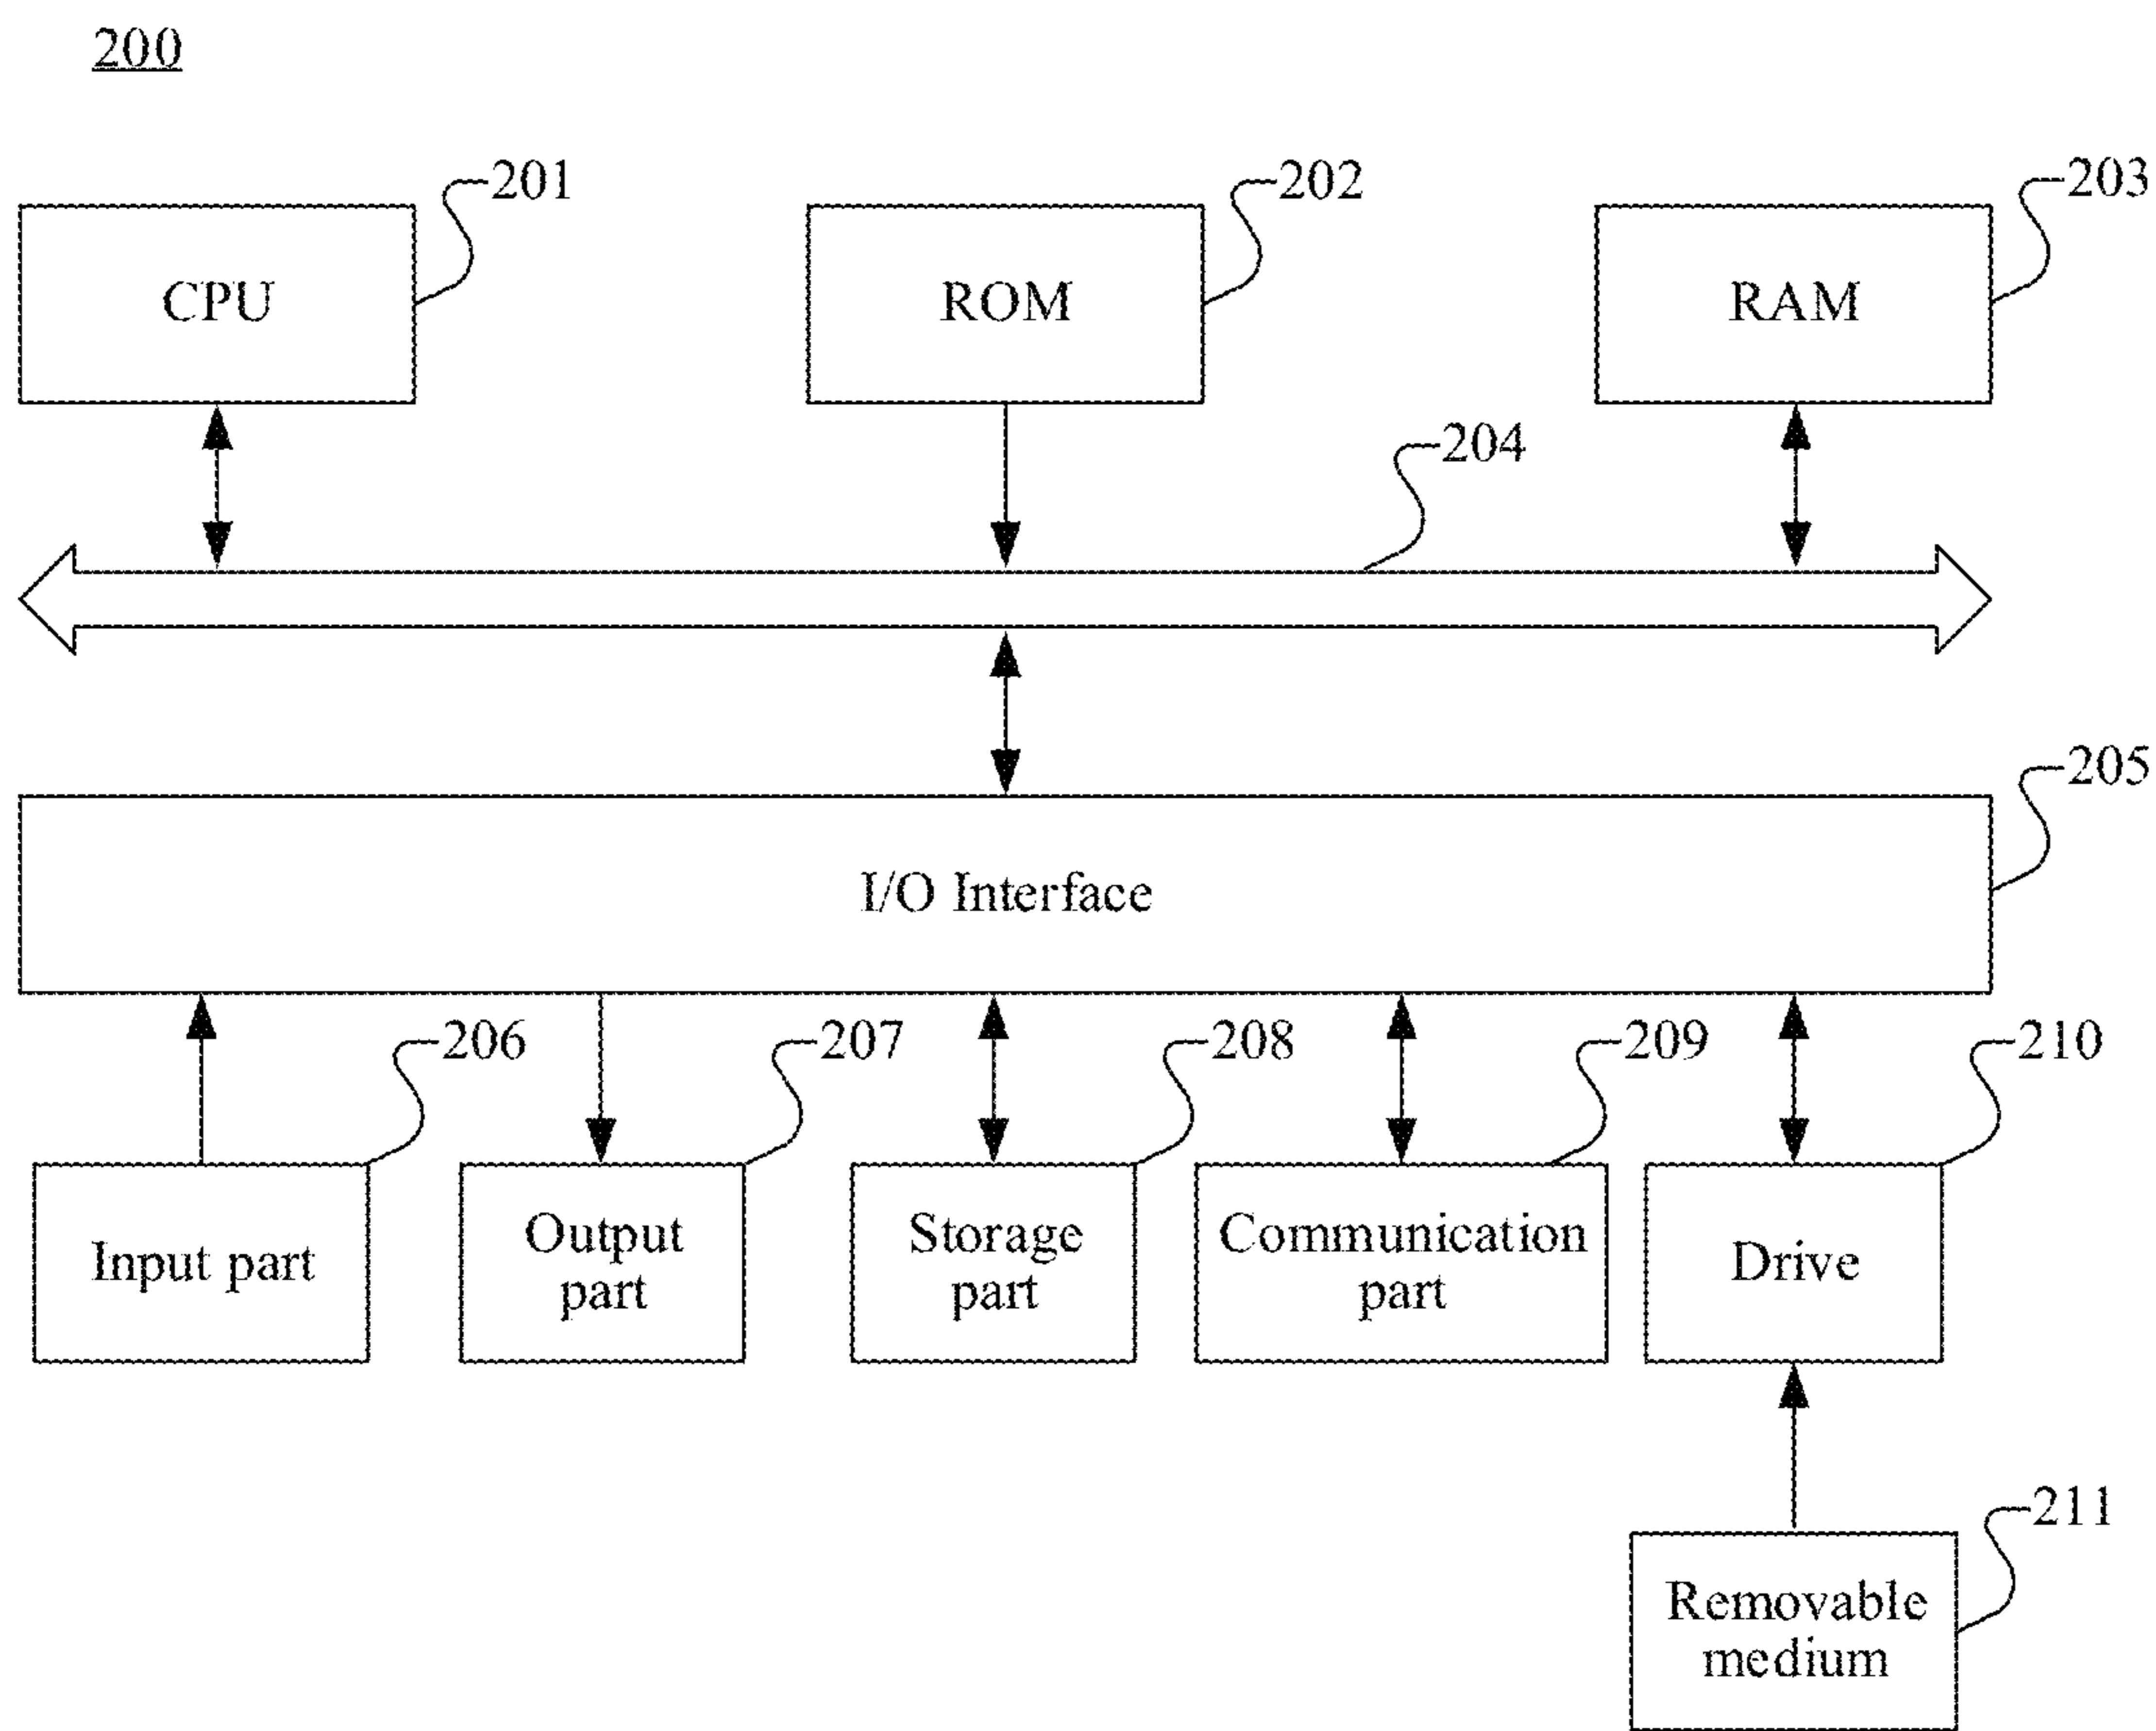 200
201
202
203
CPU
ROM
RAM
204
205
I/O Interface
206
207
208
209
210
Input part
Output
part
Storage
part
Communication
part
Drive
211
Removable
medium